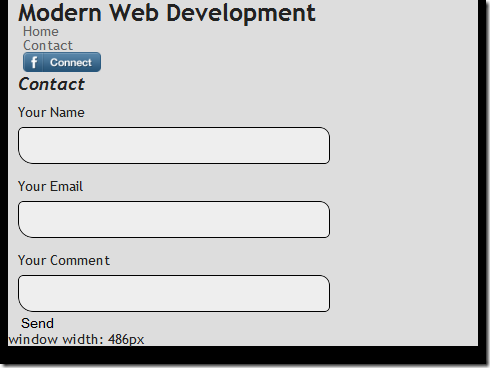 Modern Web Development
Home
Contact
f Connect
Contact
Your Name
Your Email
Your Comment
Send
window width: 486px